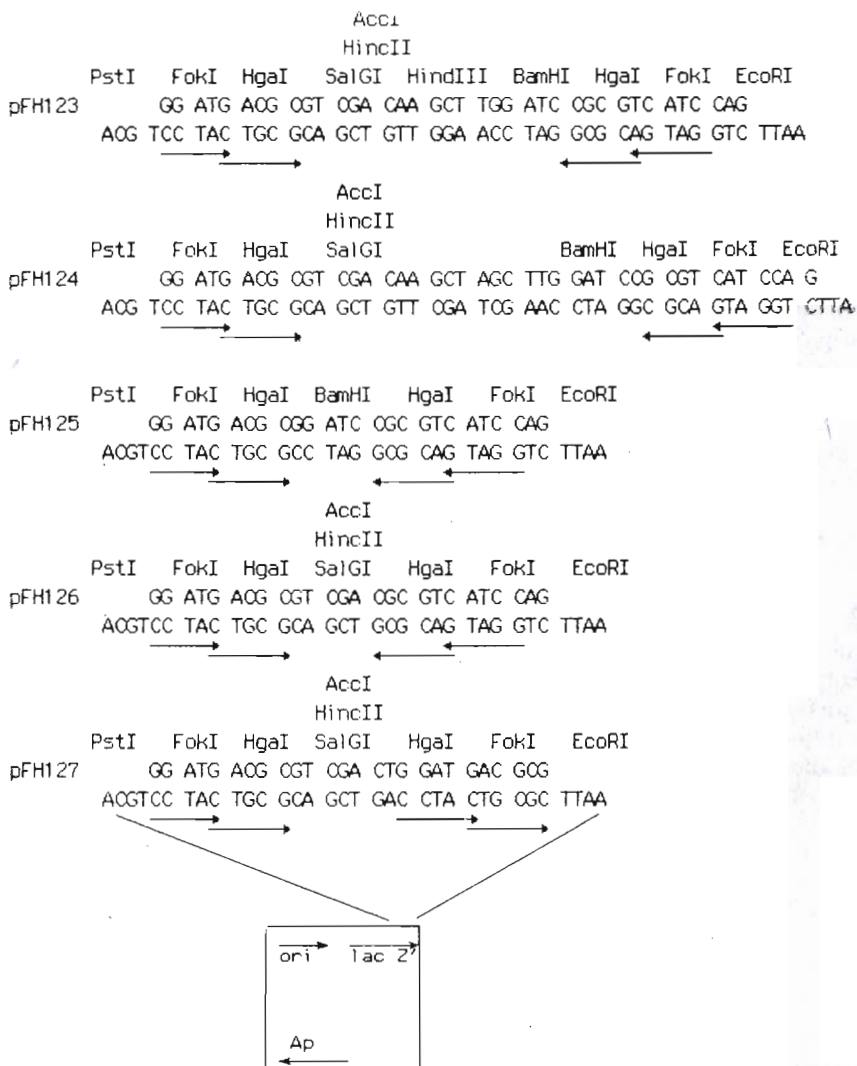 AccI
HincII
PstI FokI HgaI SalGI HindIII BamHI HgaI FokI EcoRI
pFH123 GG ATG ACG CGT CGA CAA GCT TGG ATC CGC GTC ATC CAG
ACG TCC TAC TGC GCA GCT GTT GGA ACC TAG GCG CAG TAG GTC TTAA
AccI
HincII
PstI FokI HgaI SalGI BamHI HgaI FokI EcoRI
pFH124 GG ATG ACG CGT CGA CAA GCT AGC TTG GAT CCG CGT CAT CCA G
ACG TCC TAC TGC GCA GCT GTT CGA TCG AAC CTA GGC GCA GTA GGT CTTA
PstI FokI HgaI BamHI HgaI FokI EcoRI
pFH125 GG ATG ACG CGG ATC CGC GTC ATC CAG
ACGTCC TAC TGC GCC TAG GCG CAG TAG GTC TTAA
AccI
HincII
PstI FokI HgaI SalGI HgaI FokI EcoRI
pFH126 GG ATG ACG CGT CGA CGC GTC ATC CAG
ACGTCC TAC TGC GCA GCT GCG CAG TAG GTC TTAA
AccI
HincII
PstI FokI HgaI SalGI HgaI FokI EcoRI
pFH127 GG ATG ACG CGT CGA CTG GAT GAC GCG
ACGTCC TAC TGC GCA GCT GAC CTA CTG CGC TTAA
ori lac Z'
Ap